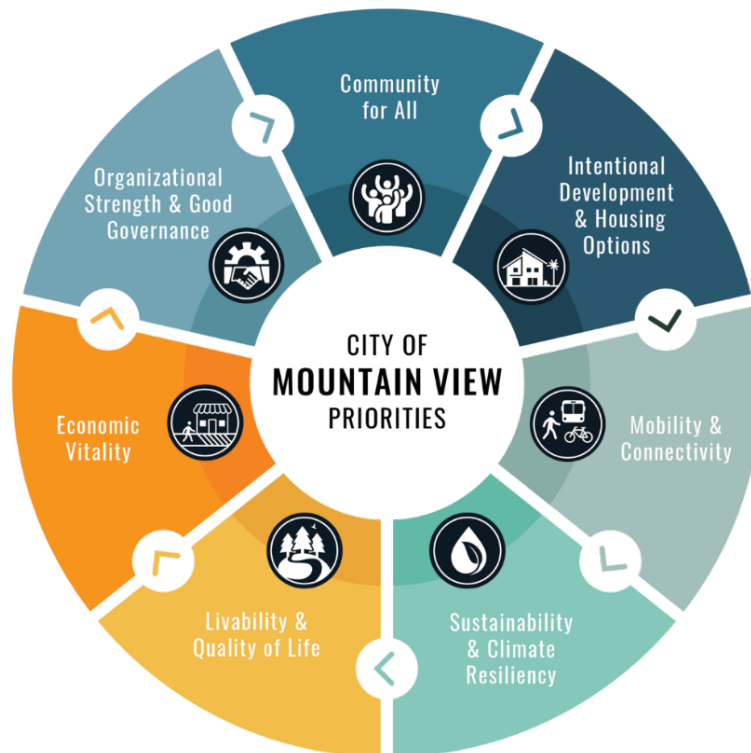 Community
for All
Intentional
Development
& Housing
Options
Mobility &
Connectivity
Sustainability
& Climate
Resiliency
Livability &
Quality of Life
Economic
Vitality
Organizational
Strength & Good
Governance
CITY OF
MOUNTAIN VIEW
PRIORITIES